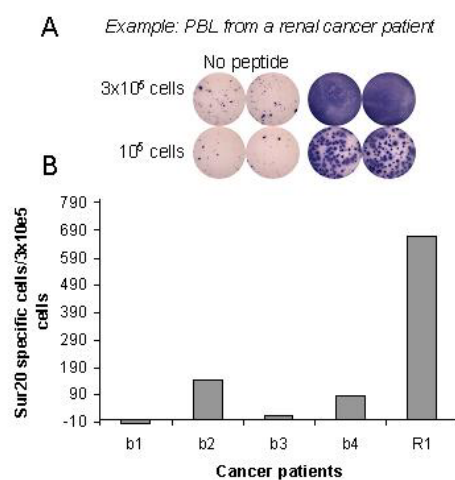 A
Example: PBL from a renal cancer patient
No peptide
3x10⁵ cells
10⁵ cells
B
Sur20 specific cells/3x10e5
cells
790
690
590
490
390
290
190
90
-10
b1 b2 b3 b4 R1
Cancer patients